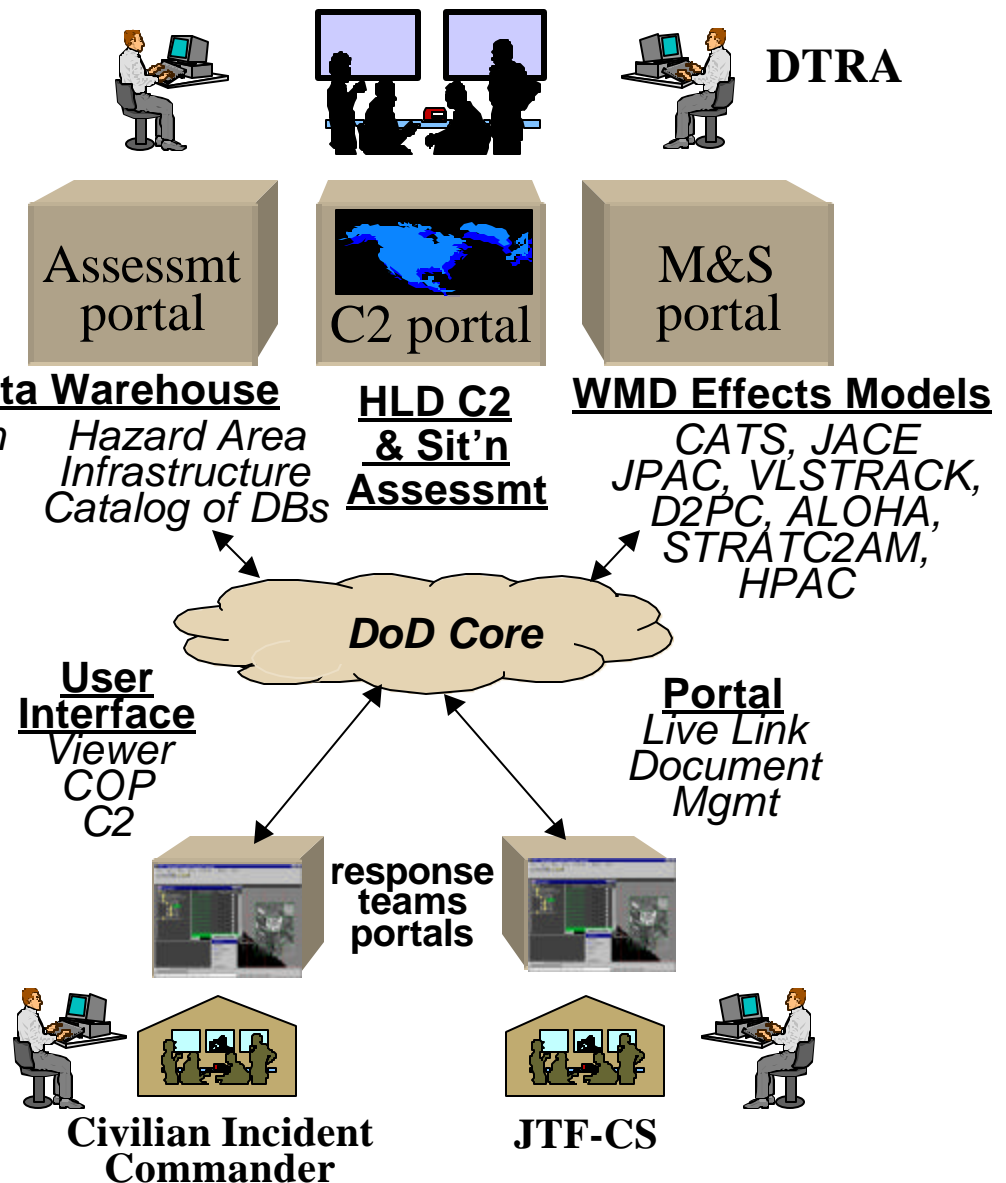 DTRA
Assessmt
portal
C2 portal
M&S
portal
ta Warehouse
n Hazard Area
Infrastructure
Catalog of DBs
HLD C2
& Sit’n
Assessmt
WMD Effects Models
CATS, JACE
JPAC, VLSTRACK,
D2PC, ALOHA,
STRATC2AM,
HPAC
DoD Core
User
Interface
Viewer
COP
C2
Portal
Live Link
Document
Mgmt
response
teams
portals
Civilian Incident
Commander
JTF-CS